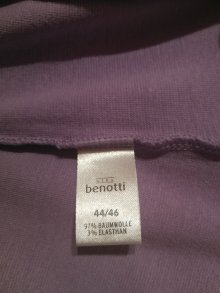 benotti
44/46
97% BAUMWOLLE
3% ELASTHAN